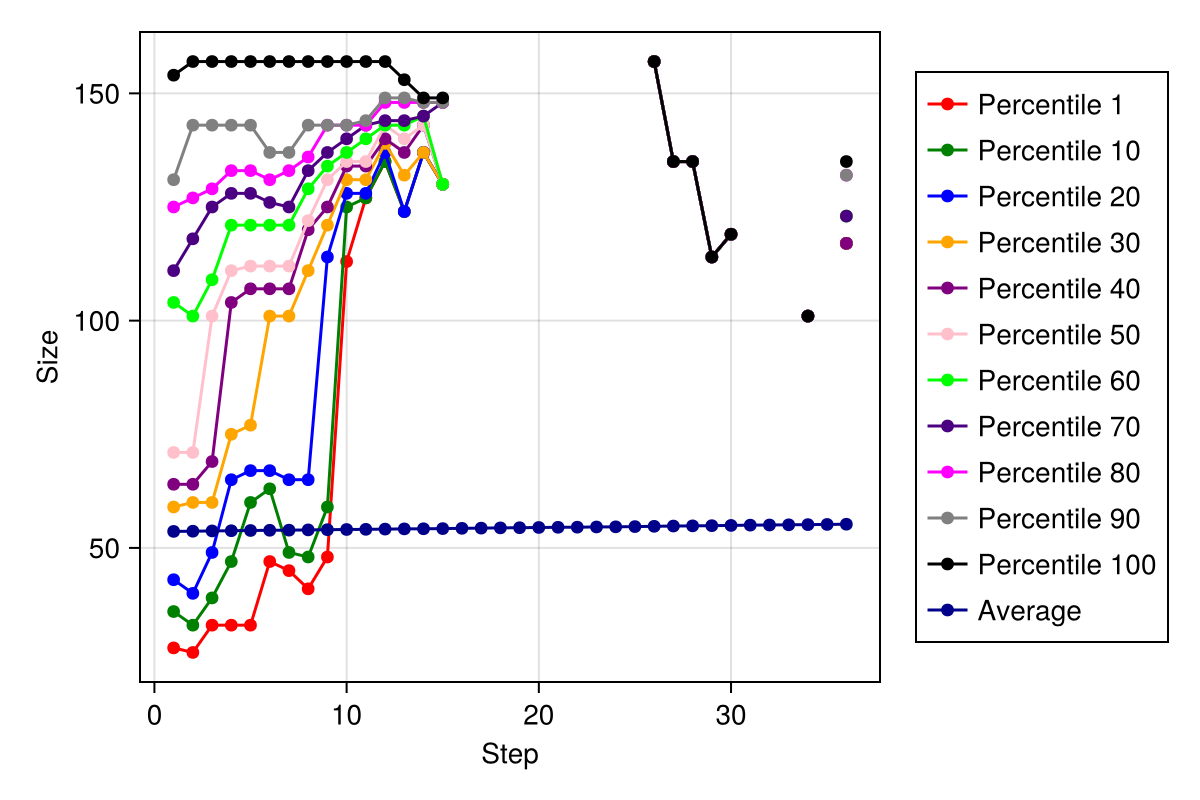 150
100
50
Size
0
10
20
30
Step
Percentile 1
Percentile 10
Percentile 20
Percentile 30
Percentile 40
Percentile 50
Percentile 60
Percentile 70
Percentile 80
Percentile 90
Percentile 100
Average